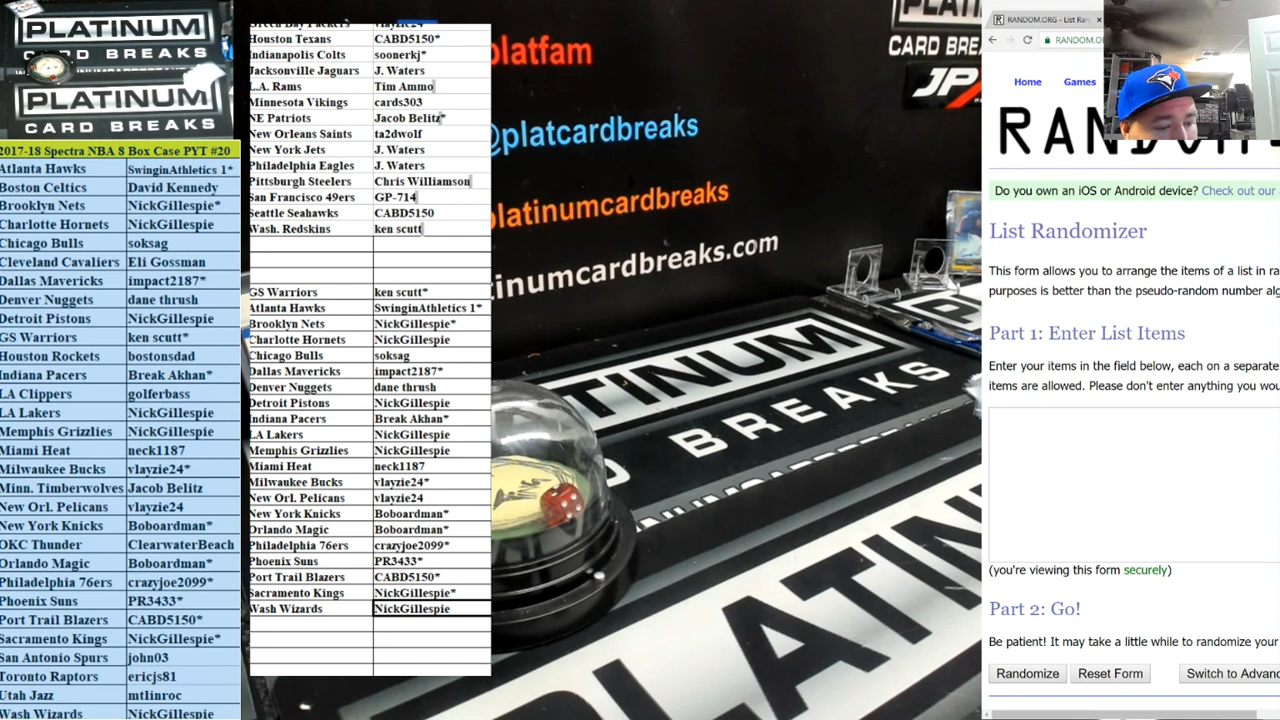 PLATINUM
CARD BREAKS
PLATINUM
CARD BREAKS
2017-18 Spectra NBA 8 Box Case PYT #20
Atlanta Hawks SwinginAthletics 1*
Boston Celtics David Kennedy
Brooklyn Nets NickGillespie*
Charlotte Hornets NickGillespie
Chicago Bulls soksag
Cleveland Cavaliers Eli Gossman
Dallas Mavericks impact2187*
Denver Nuggets dane thrush
Detroit Pistons NickGillespie
GS Warriors ken scutt*
Houston Rockets bostonsdad
Indiana Pacers Break Akhan*
LA Clippers golferbass
LA Lakers NickGillespie
Memphis Grizzlies NickGillespie
Miami Heat neck1187
Milwaukee Bucks vlayzie24*
Minn. Timberwolves Jacob Belitz
New Orl. Pelicans vlayzie24
New York Knicks Boboardman*
OKC Thunder ClearwaterBeach
Orlando Magic Boboardman*
Philadelphia 76ers crazyjoe2099*
Phoenix Suns PR3433*
Port Trail Blazers CABD5150*
Sacramento Kings NickGillespie*
San Antonio Spurs john03
Toronto Raptors ericjs81
Utah Jazz mtlinroc
Wash Wizards NickGillespie
Green Bay Packers vlayzie24
Houston Texans CABD5150*
Indianapolis Colts soonerkj*
Jacksonville Jaguars J. Waters
L.A. Rams Tim Ammo
Minnesota Vikings cards303
NE Patriots Jacob Belitz*
New Orleans Saints ta2dwolf
New York Jets J. Waters
Philadelphia Eagles J. Waters
Pittsburgh Steelers Chris Williamson
San Francisco 49ers GP-714
Seattle Seahawks CABD5150
Wash. Redskins ken scutt
GS Warriors ken scutt*
Atlanta Hawks SwinginAthletics 1*
Brooklyn Nets NickGillespie*
Charlotte Hornets NickGillespie
Chicago Bulls soksag
Dallas Mavericks impact2187*
Denver Nuggets dane thrush
Detroit Pistons NickGillespie
Indiana Pacers Break Akhan*
LA Lakers NickGillespie
Memphis Grizzlies NickGillespie
Miami Heat neck1187
Milwaukee Bucks vlayzie24*
New Orl. Pelicans vlayzie24
New York Knicks Boboardman*
Orlando Magic Boboardman*
Philadelphia 76ers crazyjoe2099*
Phoenix Suns PR3433*
Port Trail Blazers CABD5150*
Sacramento Kings NickGillespie*
Wash Wizards NickGillespie
platfam
@platcardbreaks
platinumcardbreaks
tinumcardbreaks.com
CARD BREA
JP
TINUM
D BREAKS
PLATIN
RANDOM.ORG - List Ran
RANDOM.O
Home Games
RANDOM
Do you own an iOS or Android device? Check out our
List Randomizer
This form allows you to arrange the items of a list in ra
purposes is better than the pseudo-random number alg
Part 1: Enter List Items
Enter your items in the field below, each on a separate
items are allowed. Please don't enter anything you wou
(you're viewing this form securely)
Part 2: Go!
Be patient! It may take a little while to randomize your
Randomize Reset Form Switch to Advanc